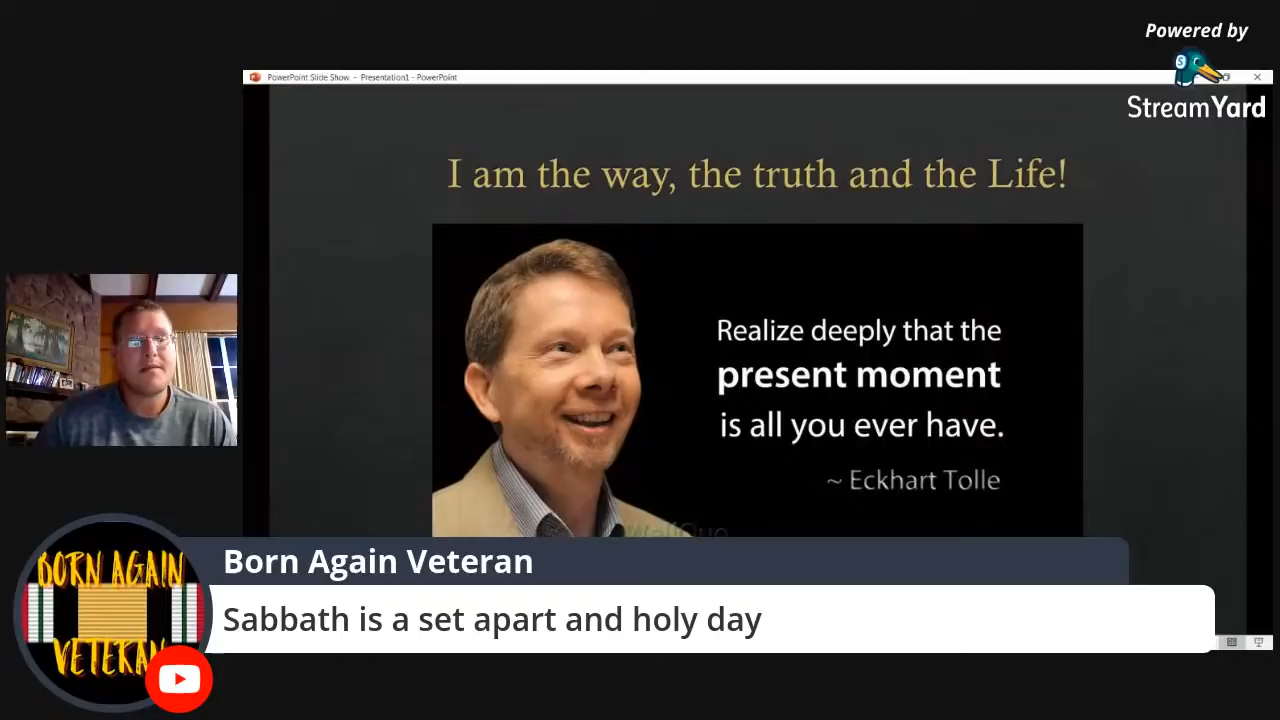 Powered by
StreamYard
PowerPoint Slide Show - Presentation1 - PowerPoint
I am the way, the truth and the Life!
Realize deeply that the
present moment
is all you ever have.
~ Eckhart Tolle
BORN AGAIN
VETERAN
Born Again Veteran
Sabbath is a set apart and holy day